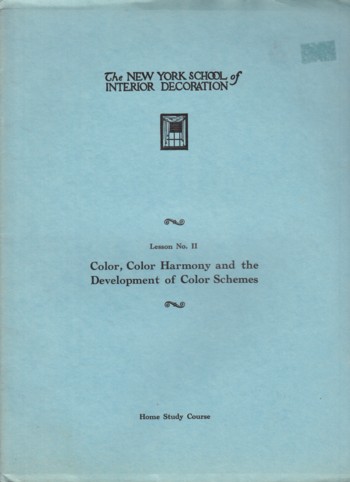 The NEW YORK SCHOOL of
INTERIOR DECORATION
Lesson No. II
Color, Color Harmony and the
Development of Color Schemes
Home Study Course